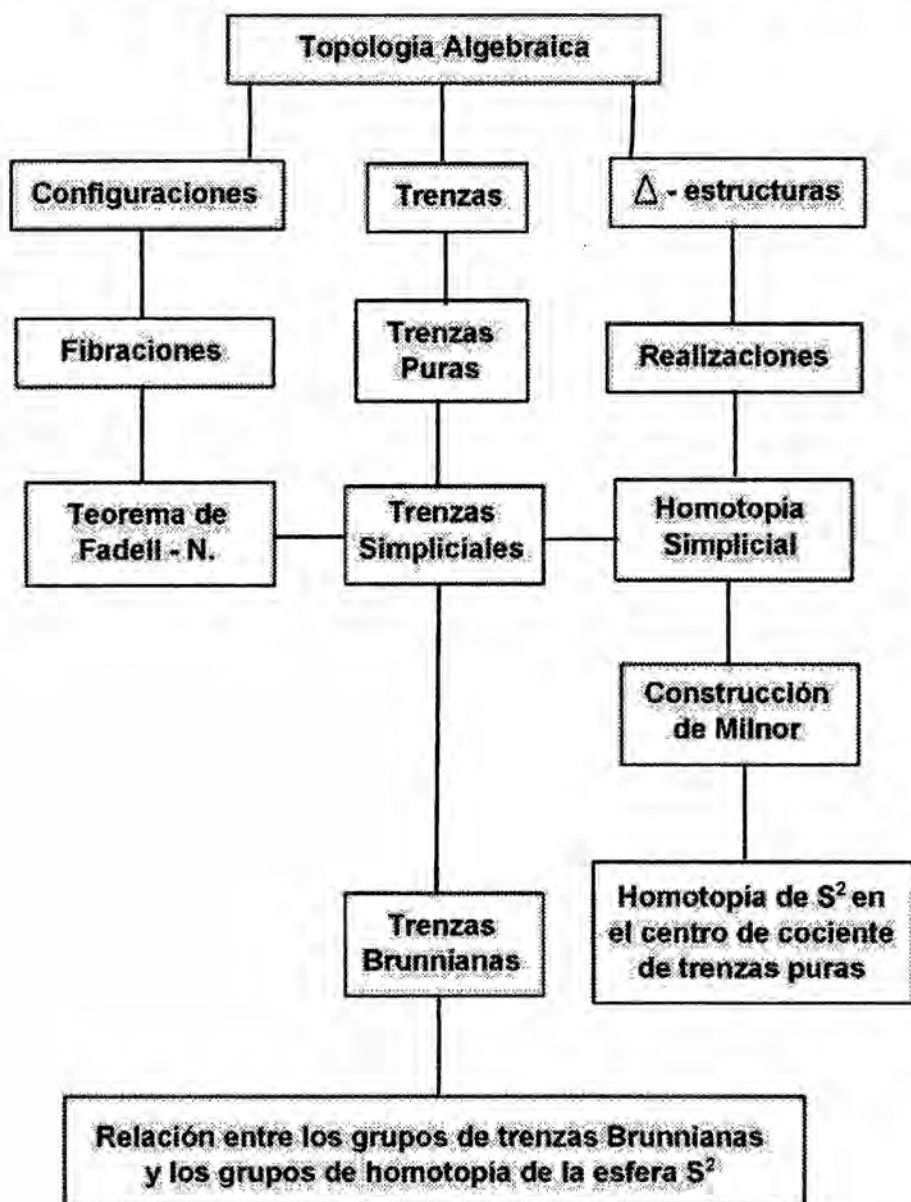 Topología Algebraica
Configuraciones
Trenzas
Δ - estructuras
Fibraciones
Trenzas
Puras
Realizaciones
Teorema de
Fadell - N.
Trenzas
Simpliciales
Homotopía
Simplicial
Construcción
de Milnor
Trenzas
Brunnianas
Homotopía de S² en
el centro de cociente
de trenzas puras
Relación entre los grupos de trenzas Brunnianas
y los grupos de homotopía de la esfera S²